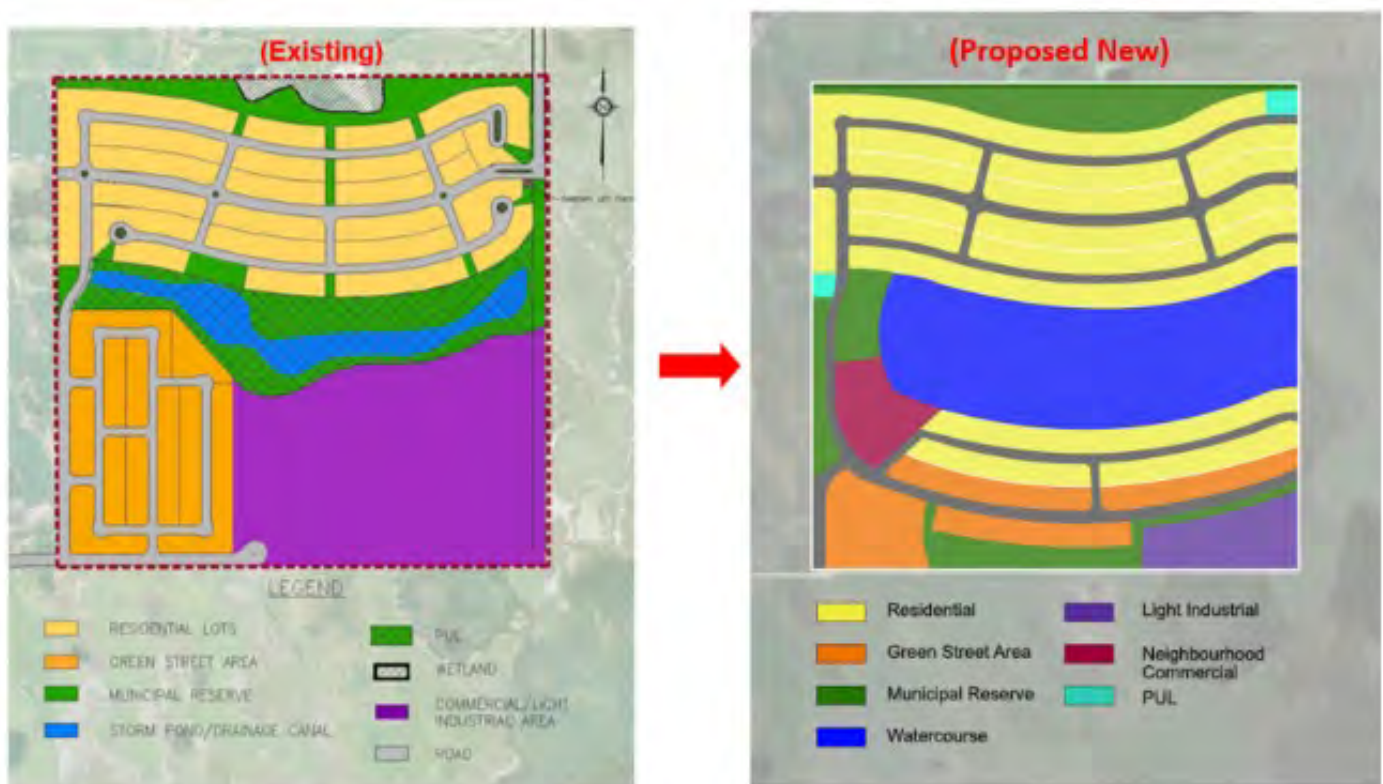 (Existing)
(Proposed New)
LEGEND
RESIDENTIAL LOTS
GREEN STREET AREA
MUNICIPAL RESERVE
STORM POND/DRAINAGE CANAL
PUL
WETLAND
COMMERCIAL/LIGHT
INDUSTRIAL AREA
ROAD
Residential
Green Street Area
Municipal Reserve
Watercourse
Light Industrial
Neighbourhood
Commercial
PUL